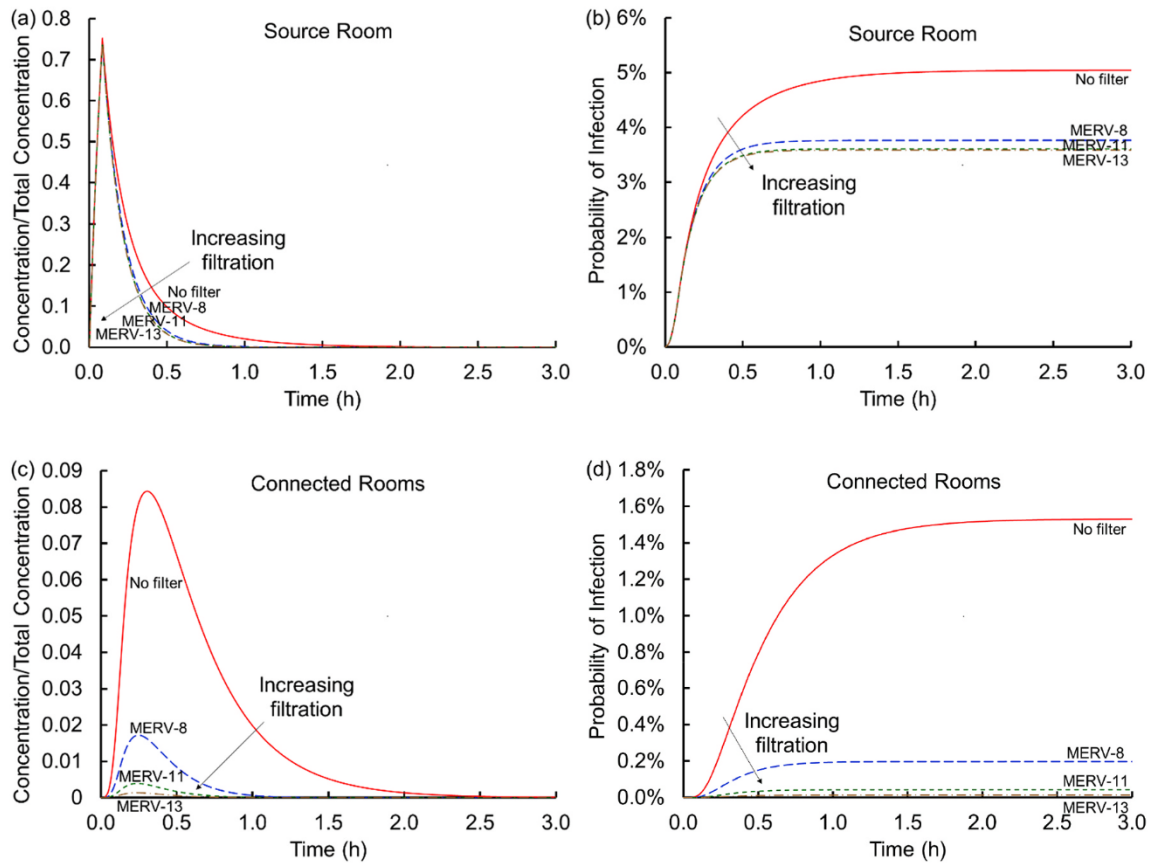 (a)
Source Room
Concentration/Total Concentration
0.8
0.7
0.6
0.5
0.4
0.3
0.2
0.1
0.0
Increasing
filtration
No filter
MERV-8
MERV-11
MERV-13
0.0 0.5 1.0 1.5 2.0 2.5 3.0
Time (h)
(b)
Source Room
Probability of Infection
6%
5%
4%
3%
2%
1%
0%
No filter
MERV-8
MERV-11
MERV-13
Increasing
filtration
0.0 0.5 1.0 1.5 2.0 2.5 3.0
Time (h)
(c)
Connected Rooms
Concentration/Total Concentration
0.09
0.08
0.07
0.06
0.05
0.04
0.03
0.02
0.01
0
No filter
Increasing
filtration
MERV-8
MERV-11
MERV-13
0.0 0.5 1.0 1.5 2.0 2.5 3.0
Time (h)
(d)
Connected Rooms
Probability of Infection
1.8%
1.6%
1.4%
1.2%
1.0%
0.8%
0.6%
0.4%
0.2%
0.0%
No filter
Increasing
filtration
MERV-8
MERV-11
MERV-13
0.0 0.5 1.0 1.5 2.0 2.5 3.0
Time (h)